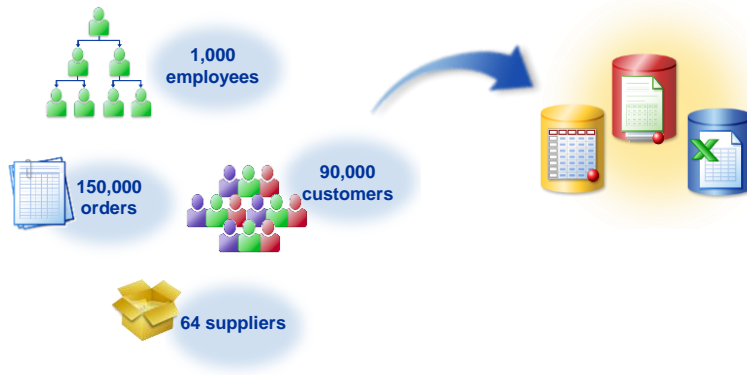 1,000
employees
150,000
orders
90,000
customers
64 suppliers